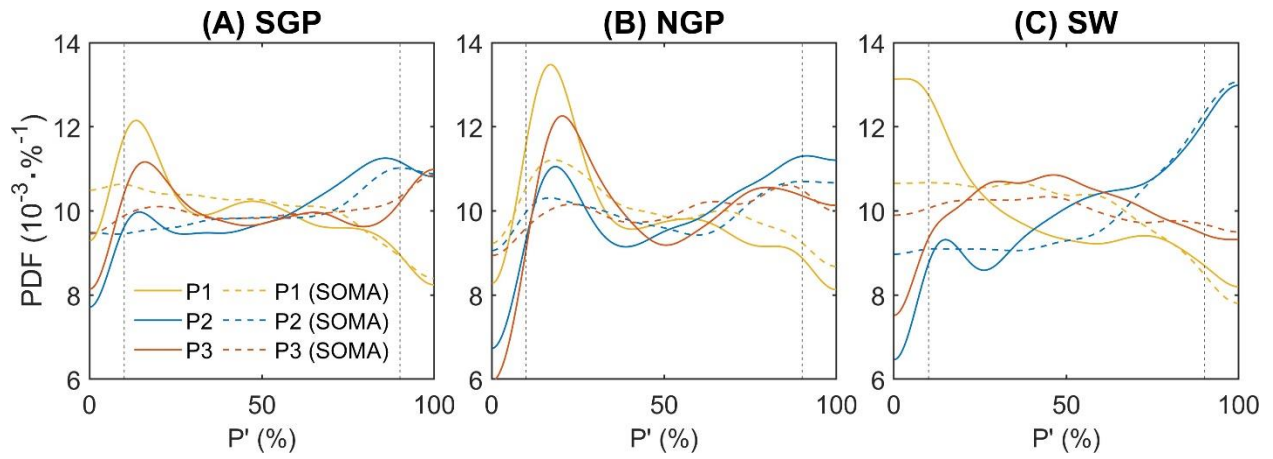 (A) SGP
(B) NGP
(C) SW
PDF (10⁻³·%⁻¹)
14
12
10
8
6
P1
P1 (SOMA)
P2
P2 (SOMA)
P3
P3 (SOMA)
0
50
100
P' (%)
14
12
10
8
6
0
50
100
P' (%)
14
12
10
8
6
0
50
100
P' (%)